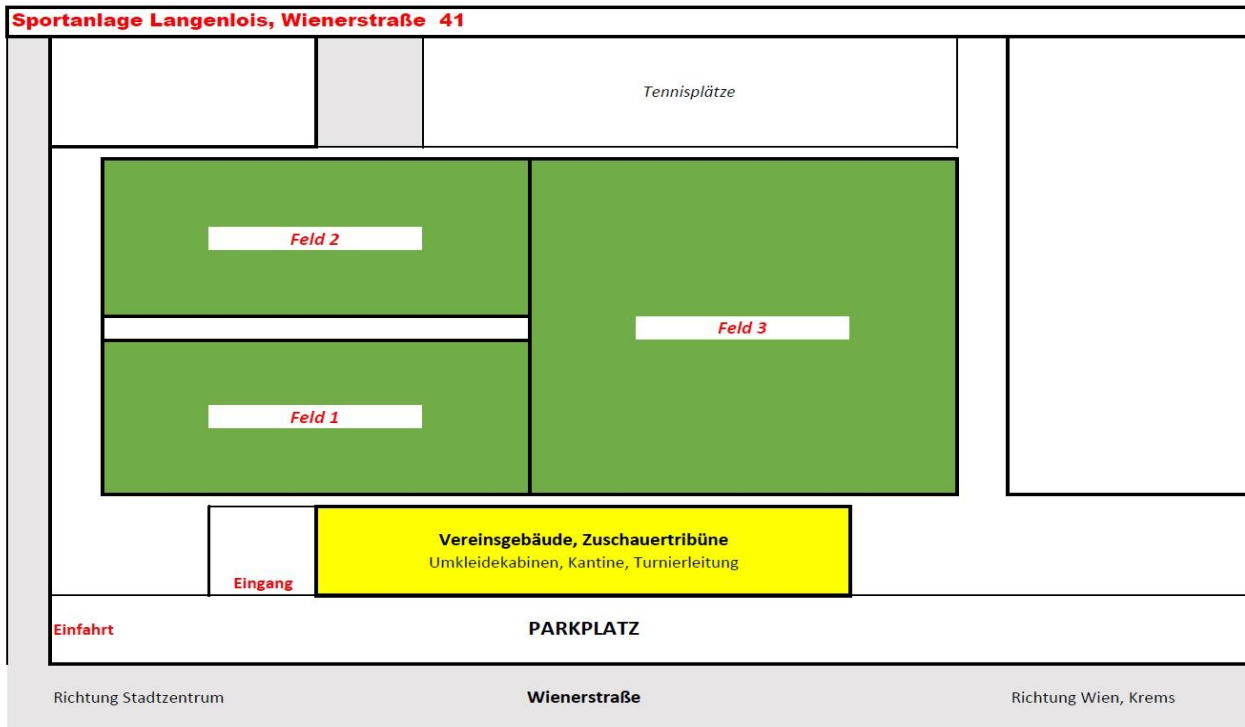 Sportanlage Langenlois, Wienerstraße 41
Tennisplätze
Feld 2
Feld 3
Feld 1
Vereinsgebäude, Zuschauertribüne
Umkleidekabinen, Kantine, Turnierleitung
Eingang
Einfahrt
PARKPLATZ
Richtung Stadtzentrum
Wienerstraße
Richtung Wien, Krems